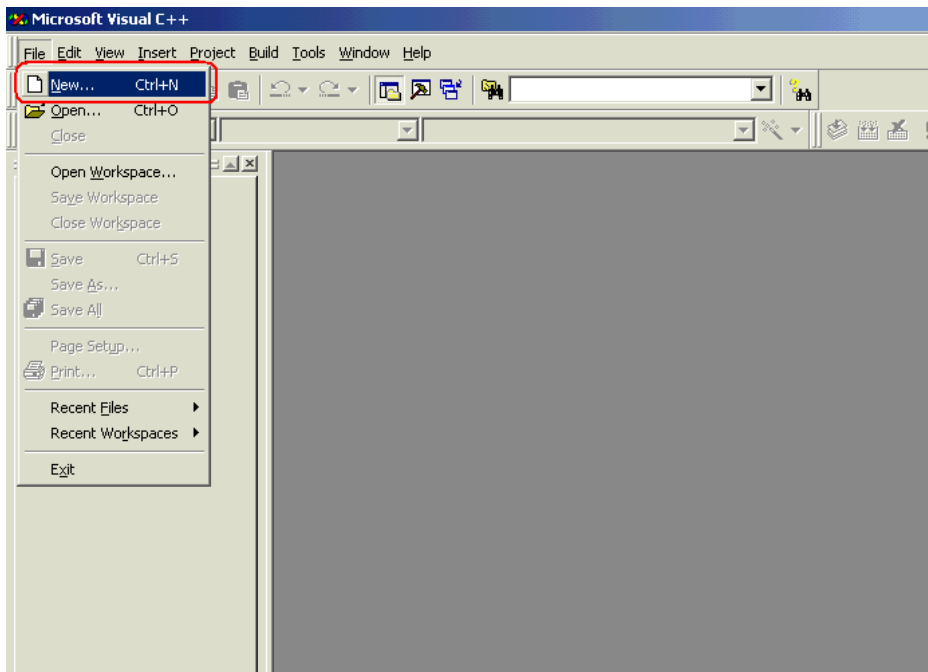 Microsoft Visual C++
File Edit View Insert Project Build Tools Window Help
New... Ctrl+N
Open... Ctrl+O
Close
Open Workspace...
Save Workspace
Close Workspace
Save Ctrl+S
Save As...
Save All
Page Setup...
Print... Ctrl+P
Recent Files
Recent Workspaces
Exit